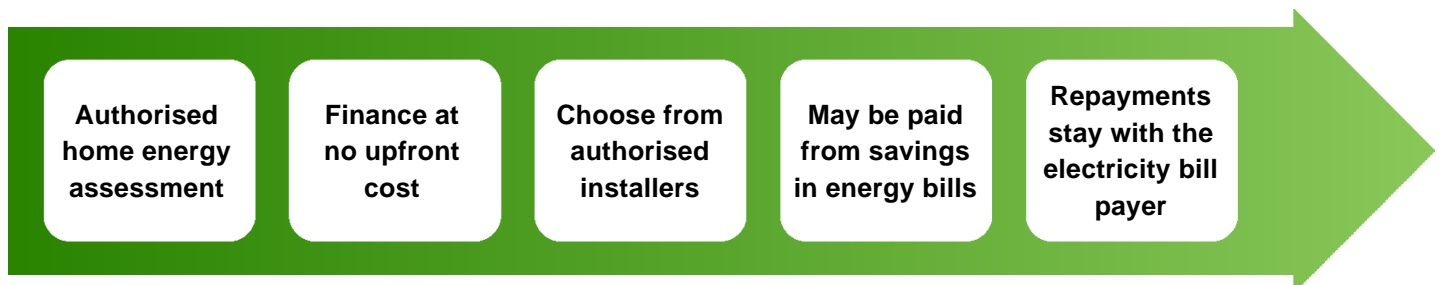 Authorised
home energy
assessment
Finance at
no upfront
cost
Choose from
authorised
installers
May be paid
from savings
in energy bills
Repayments
stay with the
electricity bill
payer